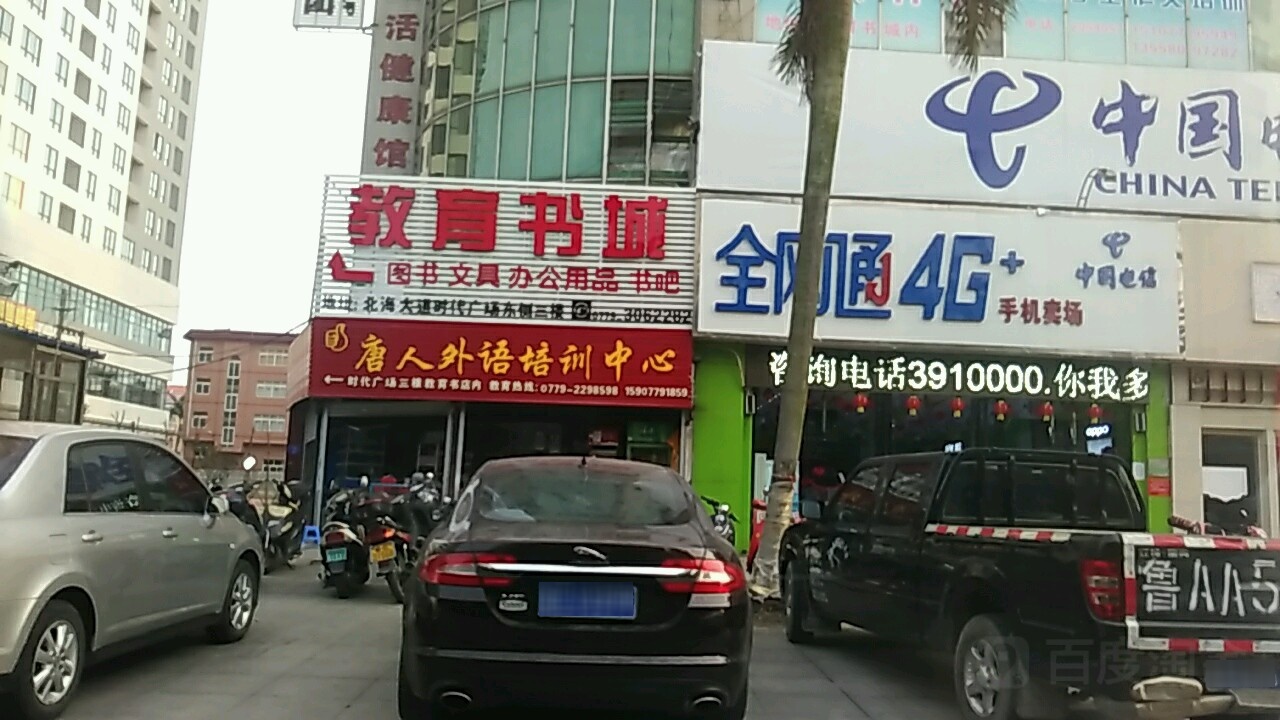 活健康馆
教育书城
图书 文具 办公用品 书吧
地址: 北海大道时代广场东侧三楼
唐人外语培训中心
时代广场三楼教育书店内 教育热线: 0779-2298598 15907791859
中国
CHINA TE
全网通4G+
中国电信
手机卖场
咨询电话3910000.你我多
oppo
鲁AA5
百度